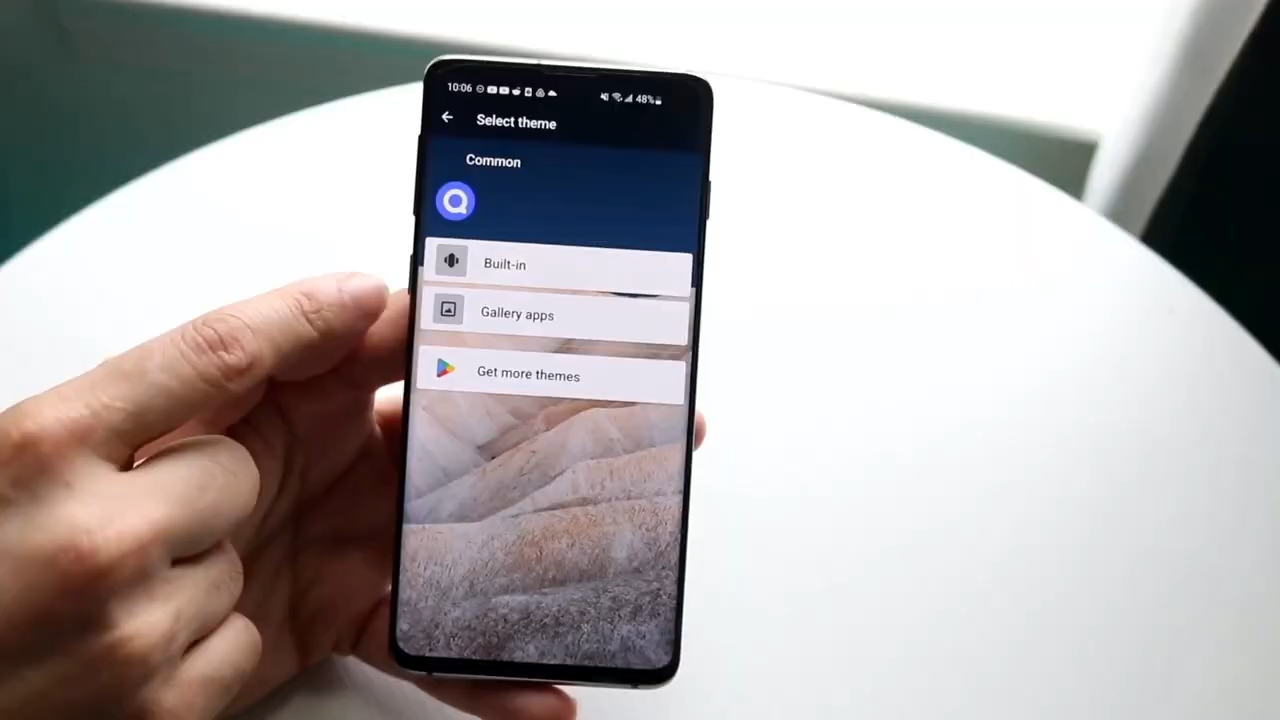 10:06 48%
Select theme
Common
Built-in
Gallery apps
Get more themes